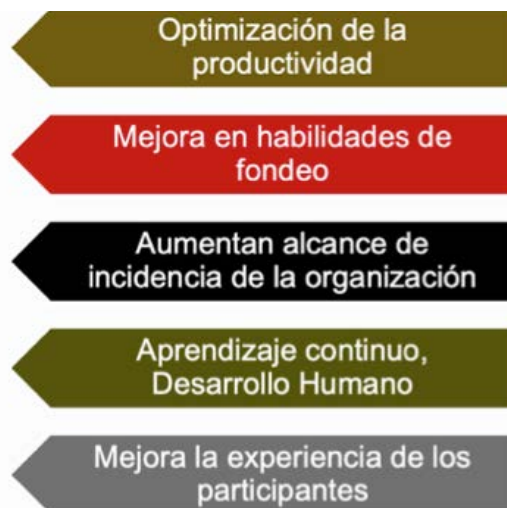 Optimización de la
productividad
Mejora en habilidades de
fondeo
Aumentan alcance de
incidencia de la organización
Aprendizaje continuo,
Desarrollo Humano
Mejora la experiencia de los
participantes